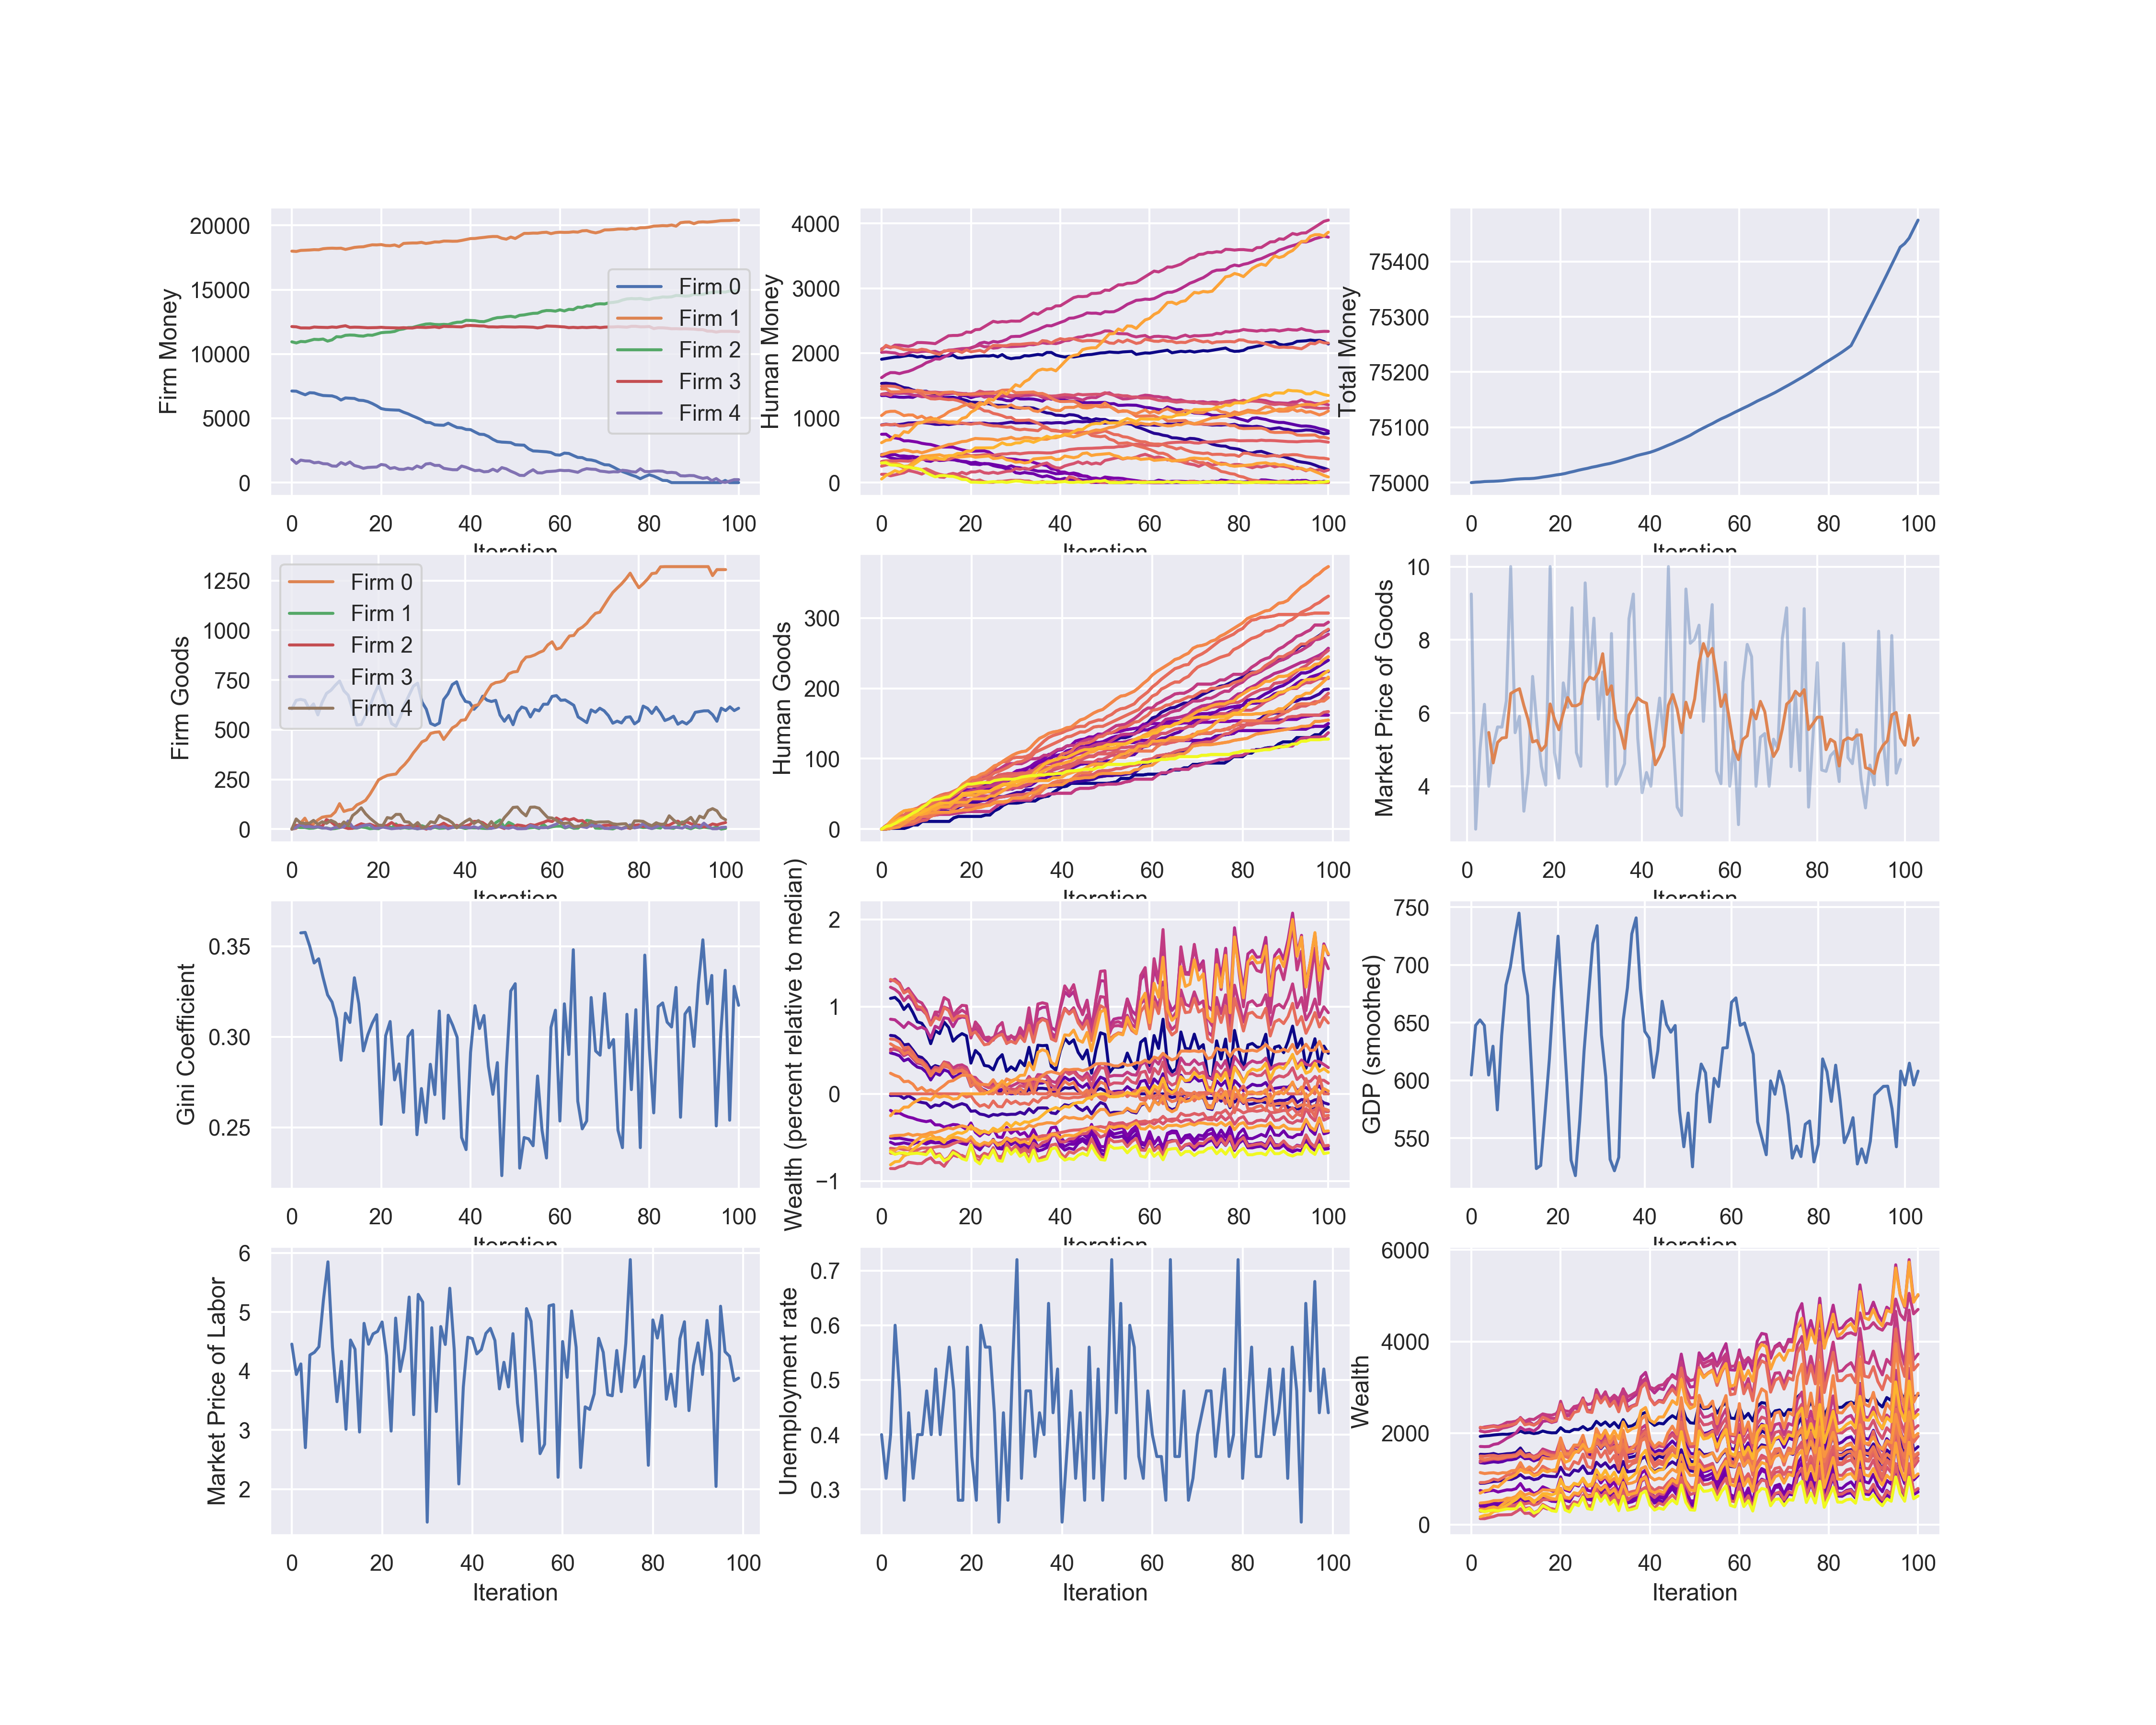 Firm Money
20000
15000
10000
5000
0
Firm 0
Firm 1
Firm 2
Firm 3
Firm 4
0 20 40 60 80 100
Iteration
Human Money
4000
3000
2000
1000
0
0 20 40 60 80 100
Iteration
Total Money
75400
75300
75200
75100
75000
0 20 40 60 80 100
Iteration
Firm Goods
1250
1000
750
500
250
0
Firm 0
Firm 1
Firm 2
Firm 3
Firm 4
0 20 40 60 80 100
Iteration
Human Goods
300
200
100
0
0 20 40 60 80 100
Iteration
Market Price of Goods
10
8
6
4
0 20 40 60 80 100
Iteration
Gini Coefficient
0.35
0.30
0.25
0 20 40 60 80 100
Iteration
Wealth (percent relative to median)
2
1
0
−1
0 20 40 60 80 100
Iteration
GDP (smoothed)
750
700
650
600
550
0 20 40 60 80 100
Iteration
Market Price of Labor
6
5
4
3
2
0 20 40 60 80 100
Iteration
Unemployment rate
0.7
0.6
0.5
0.4
0.3
0 20 40 60 80 100
Iteration
Wealth
6000
4000
2000
0
0 20 40 60 80 100
Iteration